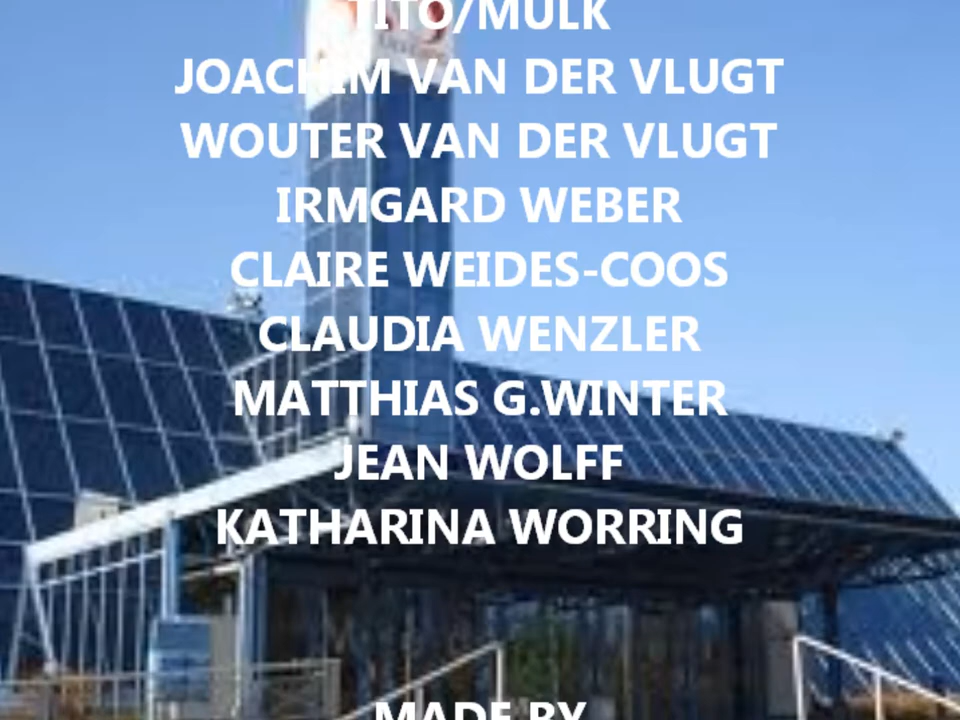 TITO/MULK
JOACHIM VAN DER VLUGT
WOUTER VAN DER VLUGT
IRMGARD WEBER
CLAIRE WEIDES-COOS
CLAUDIA WENZLER
MATTHIAS G.WINTER
JEAN WOLFF
KATHARINA WORRING
MADE BY